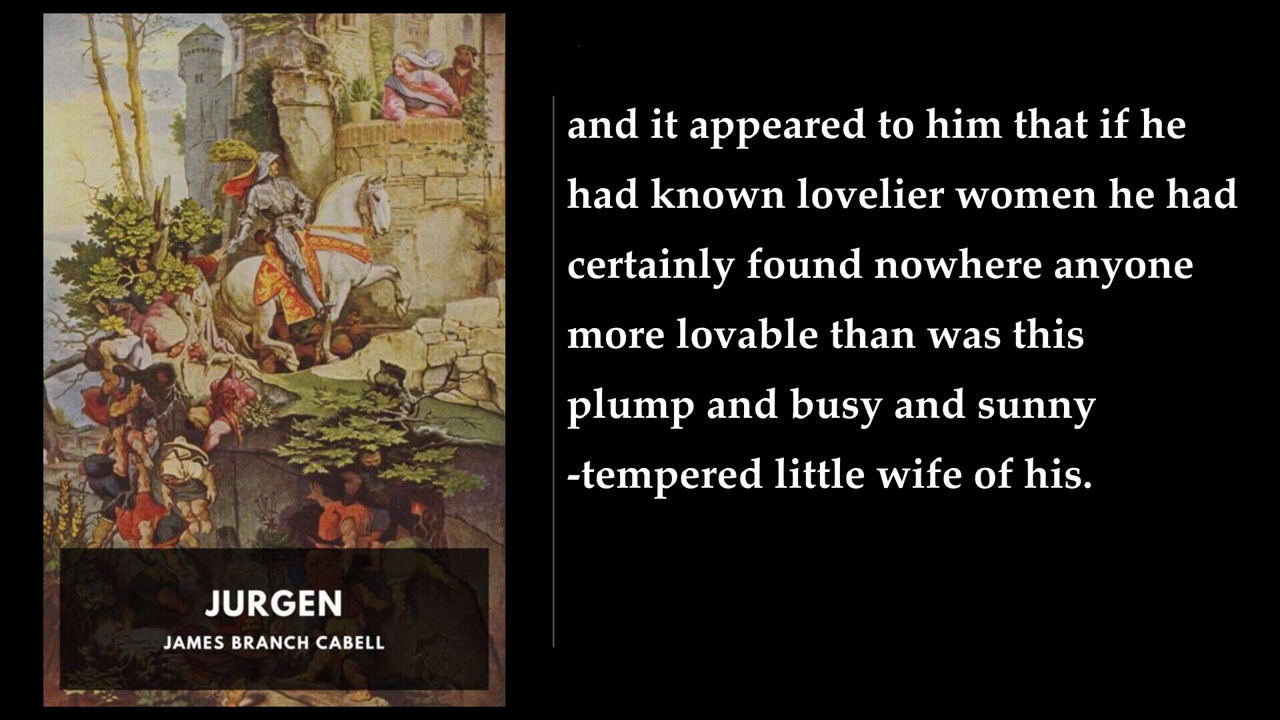 and it appeared to him that if he
had known lovelier women he had
certainly found nowhere anyone
more lovable than was this
plump and busy and sunny
-tempered little wife of his.
JURGEN
JAMES BRANCH CABELL